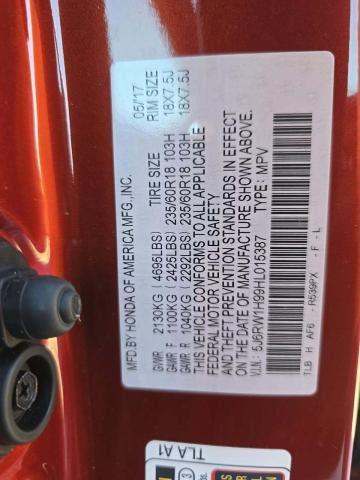 MFD.BY HONDA OF AMERICA MFG.,INC. 05/'17
TIRE SIZE RIM SIZE
GVWR 2130KG ( 4695LBS)
GAWR F 1100KG ( 2425LBS) 235/60R18 103H 18X7.5J
GAWR R 1040KG ( 2292LBS) 235/60R18 103H 18X7.5J
THIS VEHICLE CONFORMS TO ALL APPLICABLE
FEDERAL MOTOR VEHICLE SAFETY
AND THEFT PREVENTION STANDARDS IN EFFECT
ON THE DATE OF MANUFACTURE SHOWN ABOVE.
V.I.N: 5J6RW1H99HL015387 TYPE: MPV
TLB H AF6 - R539PX - F - L
TLA A1